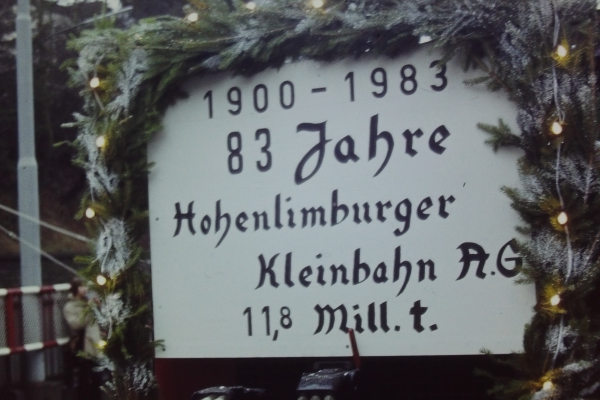 1900 - 1983
83 Jahre
Hohenlimburger
Kleinbahn A.G
11,8 Mill. t.